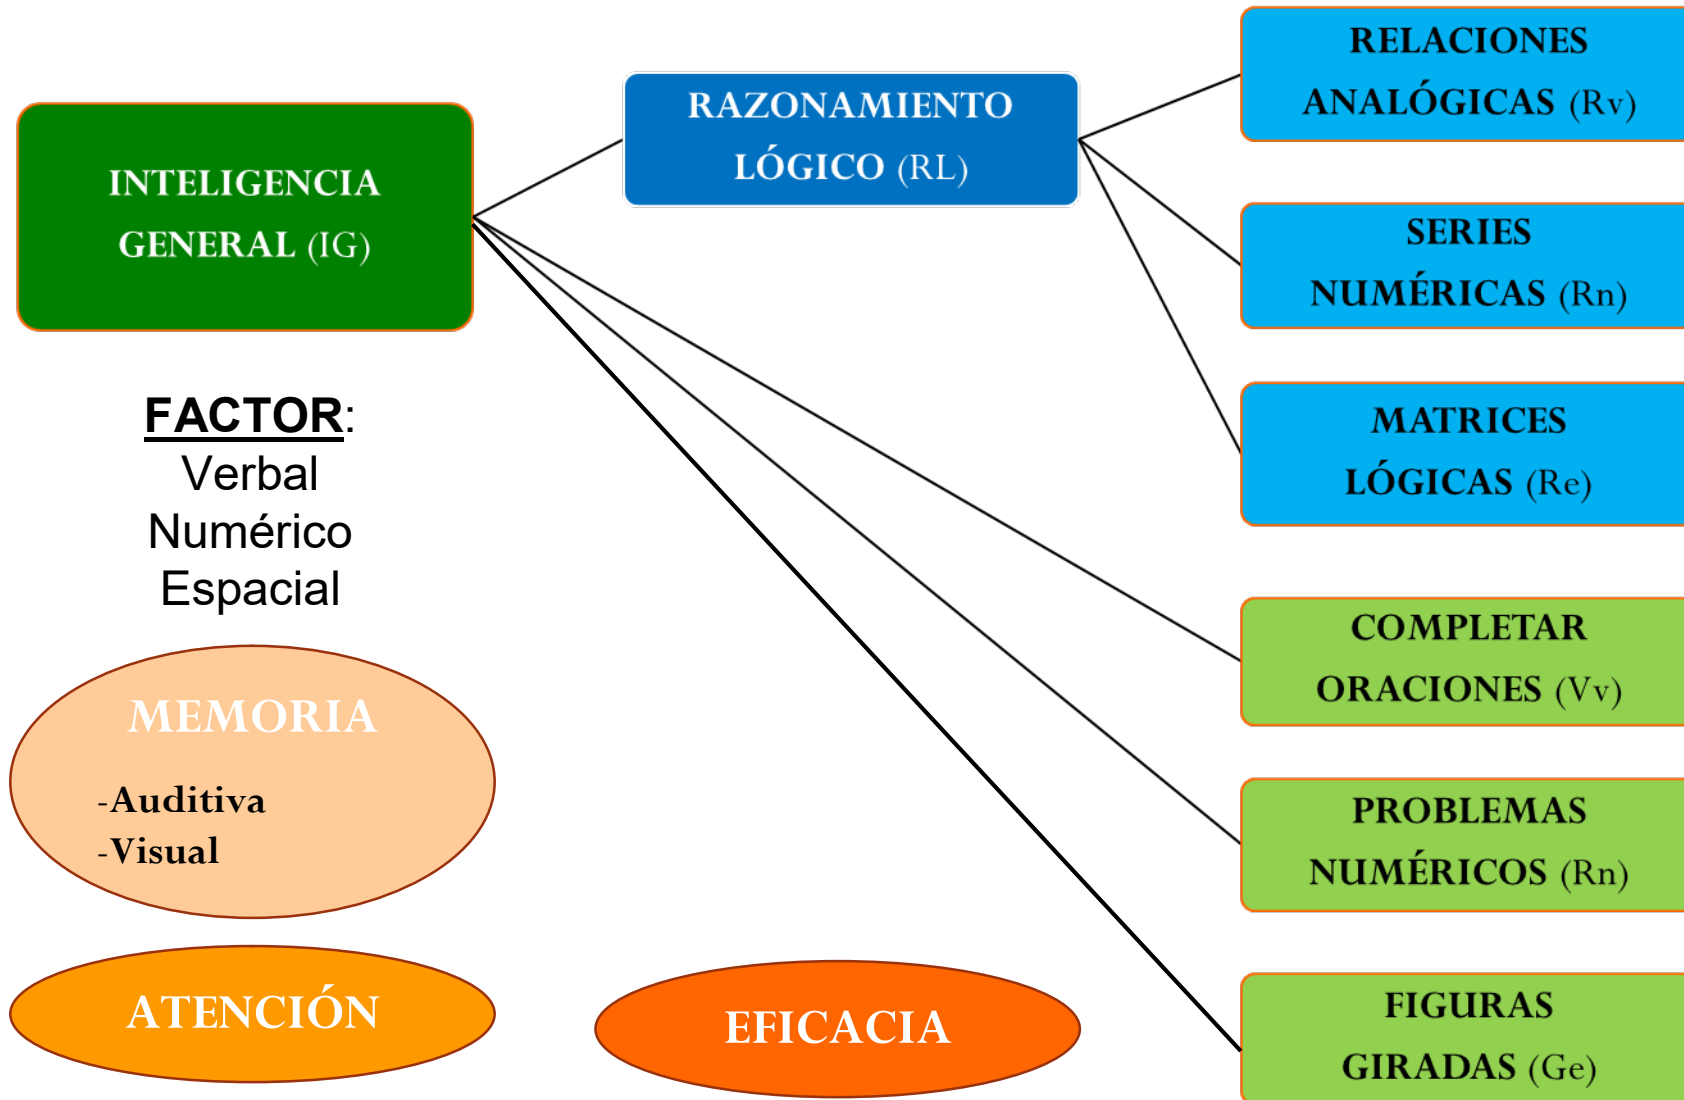 INTELIGENCIA
GENERAL (IG)
FACTOR:
Verbal
Numérico
Espacial
MEMORIA
-Auditiva
-Visual
ATENCIÓN
RAZONAMIENTO
LÓGICO (RL)
EFICACIA
RELACIONES
ANALÓGICAS (Rv)
SERIES
NUMÉRICAS (Rn)
MATRICES
LÓGICAS (Re)
COMPLETAR
ORACIONES (Vv)
PROBLEMAS
NUMÉRICOS (Rn)
FIGURAS
GIRADAS (Ge)